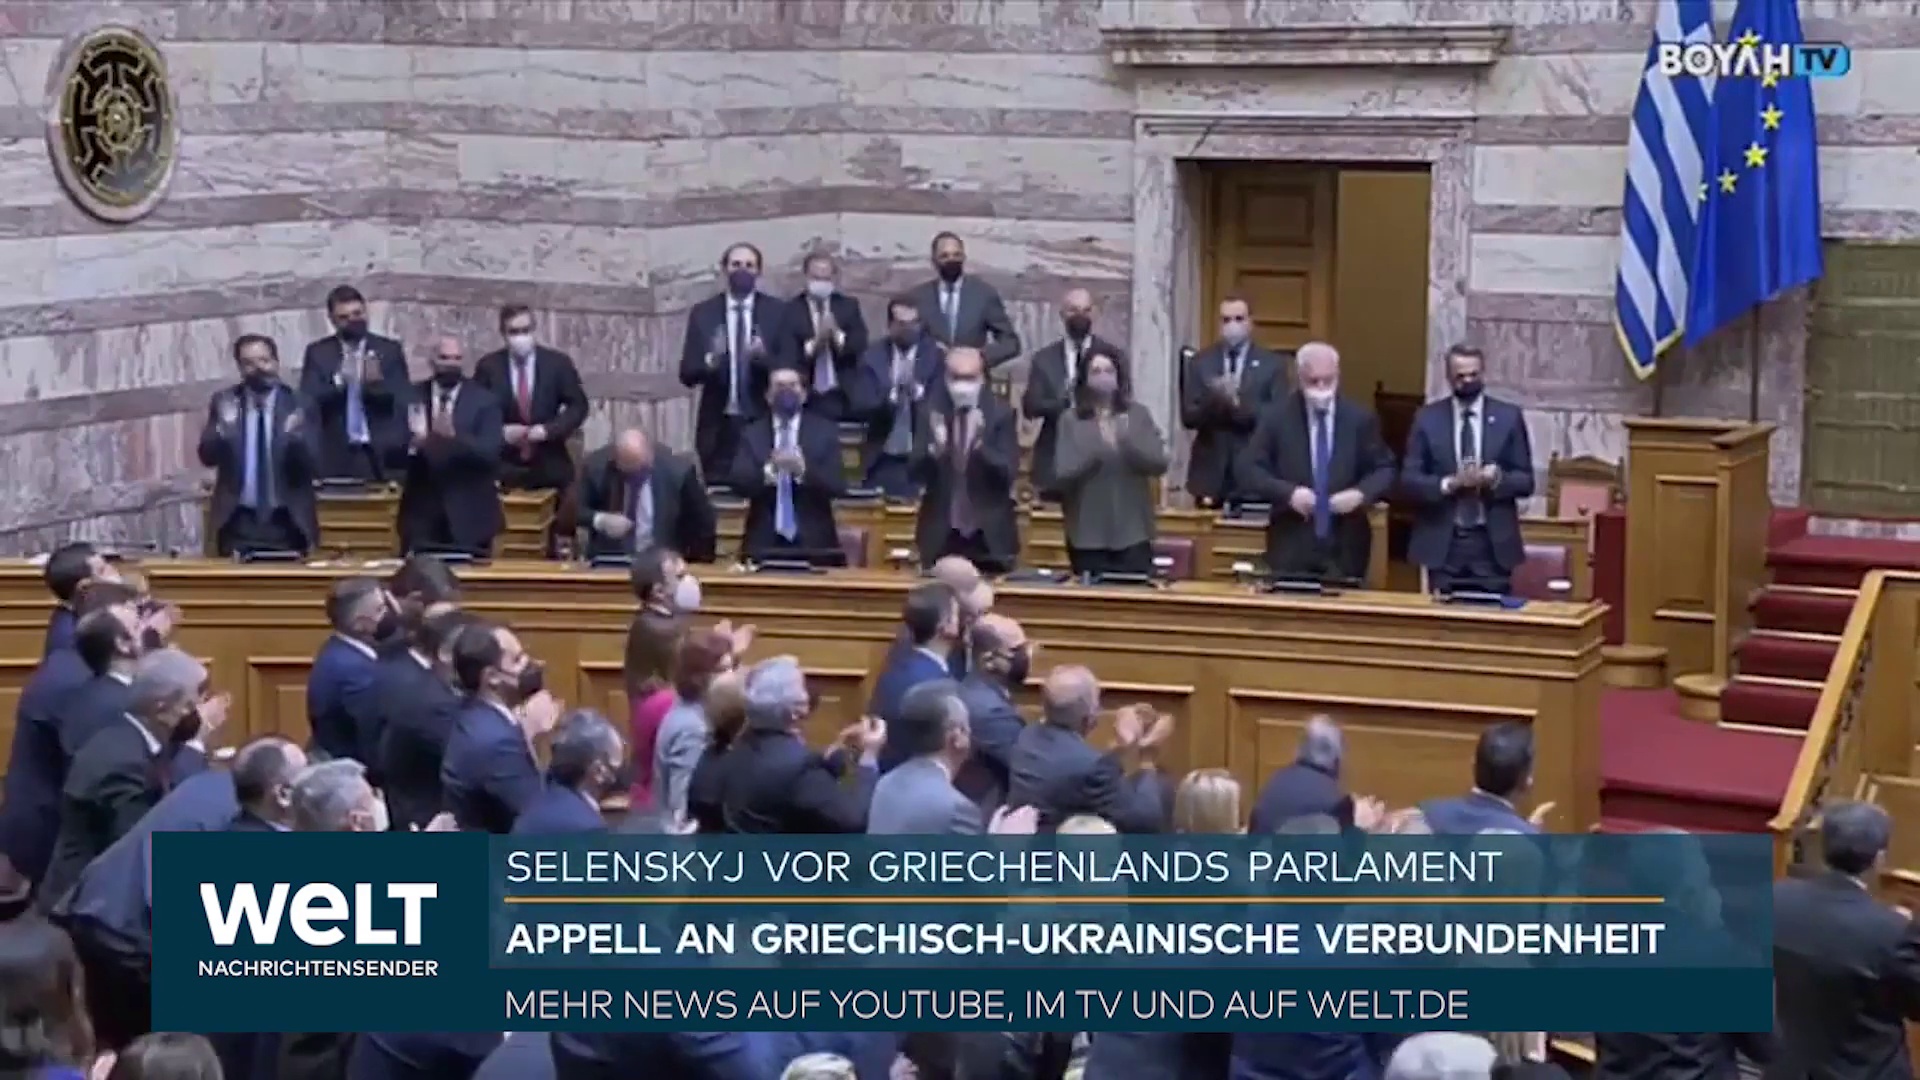 ΒΟΥΛΗ TV
SELENSKYJ VOR GRIECHENLANDS PARLAMENT
APPELL AN GRIECHISCH-UKRAINISCHE VERBUNDENHEIT
WELT
NACHRICHTENSENDER
MEHR NEWS AUF YOUTUBE, IM TV UND AUF WELT.DE